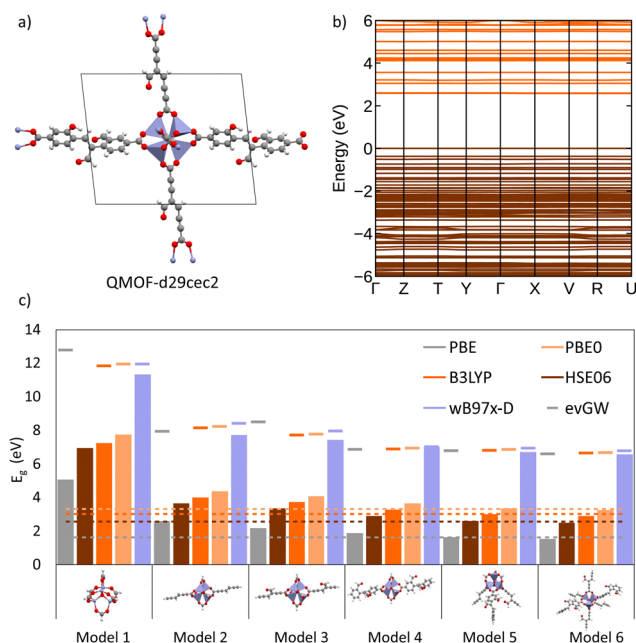 a)
QMOF-d29cec2
b)
Energy (eV)
6
4
2
0
−2
−4
−6
Γ Z T Y Γ X V R U
c)
E_g (eV)
14
12
10
8
6
4
2
0
PBE PBE0
B3LYP HSE06
wB97x-D evGW
Model 1 Model 2 Model 3 Model 4 Model 5 Model 6